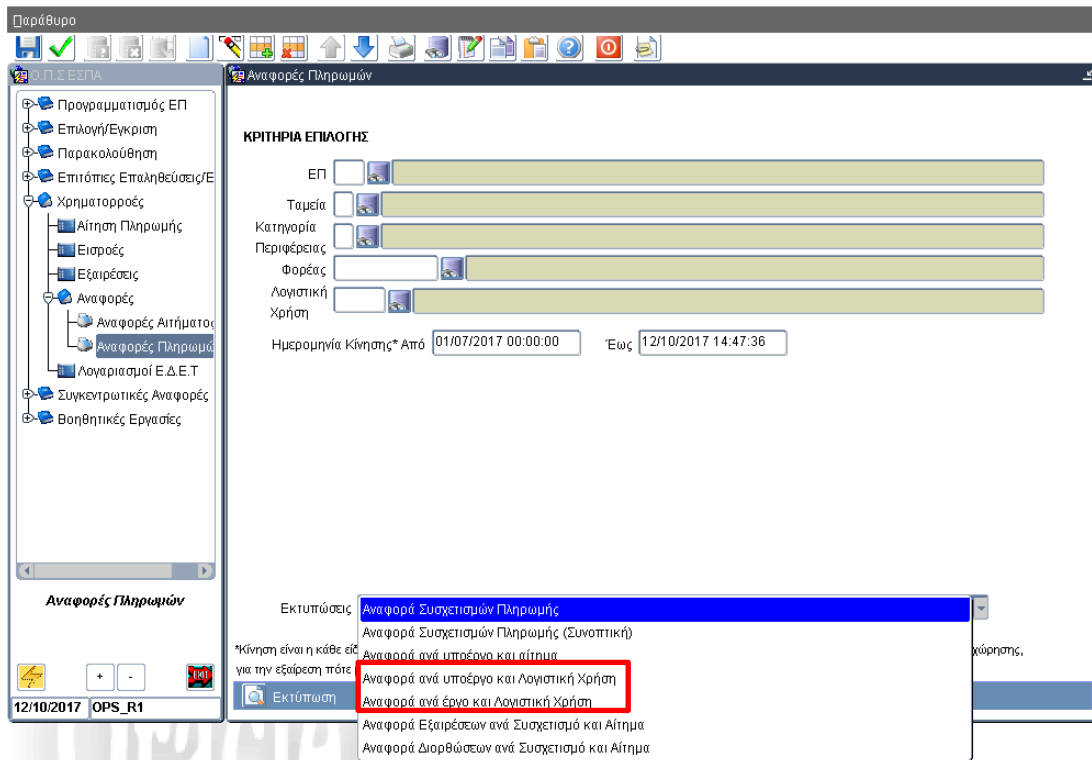 Παράθυρο
Ο.Π.Σ ΕΣΠΑ
Προγραμματισμός ΕΠ
Επιλογή/Εγκριση
Παρακολούθηση
Επιτόπιες Επαληθεύσεις/Ε
Χρηματορροές
Αίτηση Πληρωμής
Εισροές
Εξαιρέσεις
Αναφορές
Αναφορές Αιτήματος
Αναφορές Πληρωμώ
Λογαριασμοί Ε.Δ.Ε.Τ
Συγκεντρωτικές Αναφορές
Βοηθητικές Εργασίες
Αναφορές Πληρωμών
+ -
EXIT
12/10/2017 OPS_R1
Αναφορές Πληρωμών
ΚΡΙΤΗΡΙΑ ΕΠΙΛΟΓΗΣ
ΕΠ
Ταμεία
Κατηγορία
Περιφέρειας
Φορέας
Λογιστική
Χρήση
Ημερομηνία Κίνησης* Από 01/07/2017 00:00:00 Έως 12/10/2017 14:47:36
Εκτυπώσεις Αναφορά Συσχετισμών Πληρωμής
Αναφορά Συσχετισμών Πληρωμής (Συνοπτική)
Αναφορά ανά υποέργο και αίτημα
Αναφορά ανά υποέργο και Λογιστική Χρήση
Αναφορά ανά έργο και Λογιστική Χρήση
Αναφορά Εξαιρέσεων ανά Συσχετισμό και Αίτημα
Αναφορά Διορθώσεων ανά Συσχετισμό και Αίτημα
*Κίνηση είναι η κάθε είδ χώρησης,
για την εξαίρεση πότε
Εκτύπωση